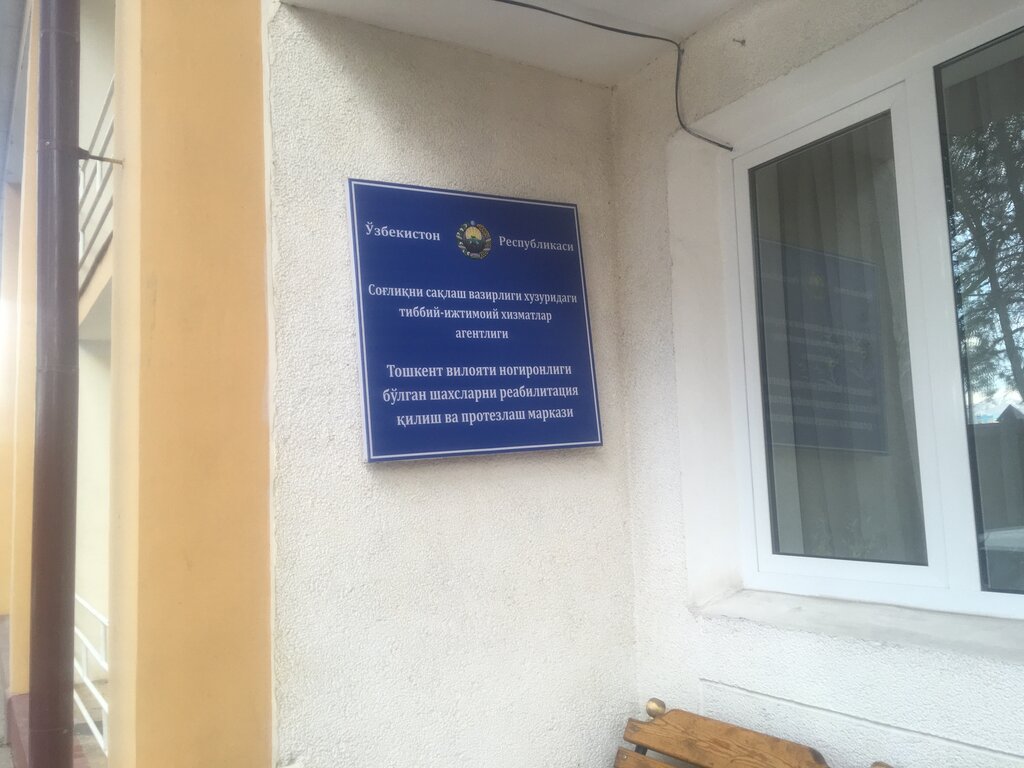 Ўзбекистон Республикаси
Соғлиқни сақлаш вазирлиги хузуридаги
тиббий-ижтимоий хизматлар
агентлиги
Тошкент вилояти ногиронлиги
бўлган шахсларни реабилитация
қилиш ва протезлаш маркази